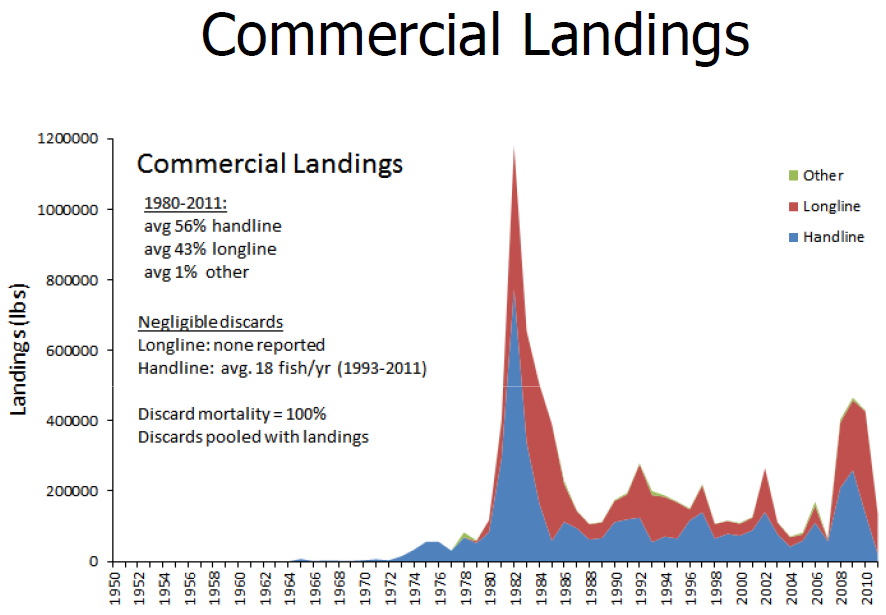 Commercial Landings
1200000
1000000
800000
600000
400000
200000
0
Landings (lbs)
Commercial Landings
1980-2011:
avg 56% handline
avg 43% longline
avg 1% other
Negligible discards
Longline: none reported
Handline: avg. 18 fish/yr (1993-2011)
Discard mortality = 100%
Discards pooled with landings
Other
Longline
Handline
1950 1952 1954 1956 1958 1960 1962 1964 1966 1968 1970 1972 1974 1976 1978 1980 1982 1984 1986 1988 1990 1992 1994 1996 1998 2000 2002 2004 2006 2008 2010